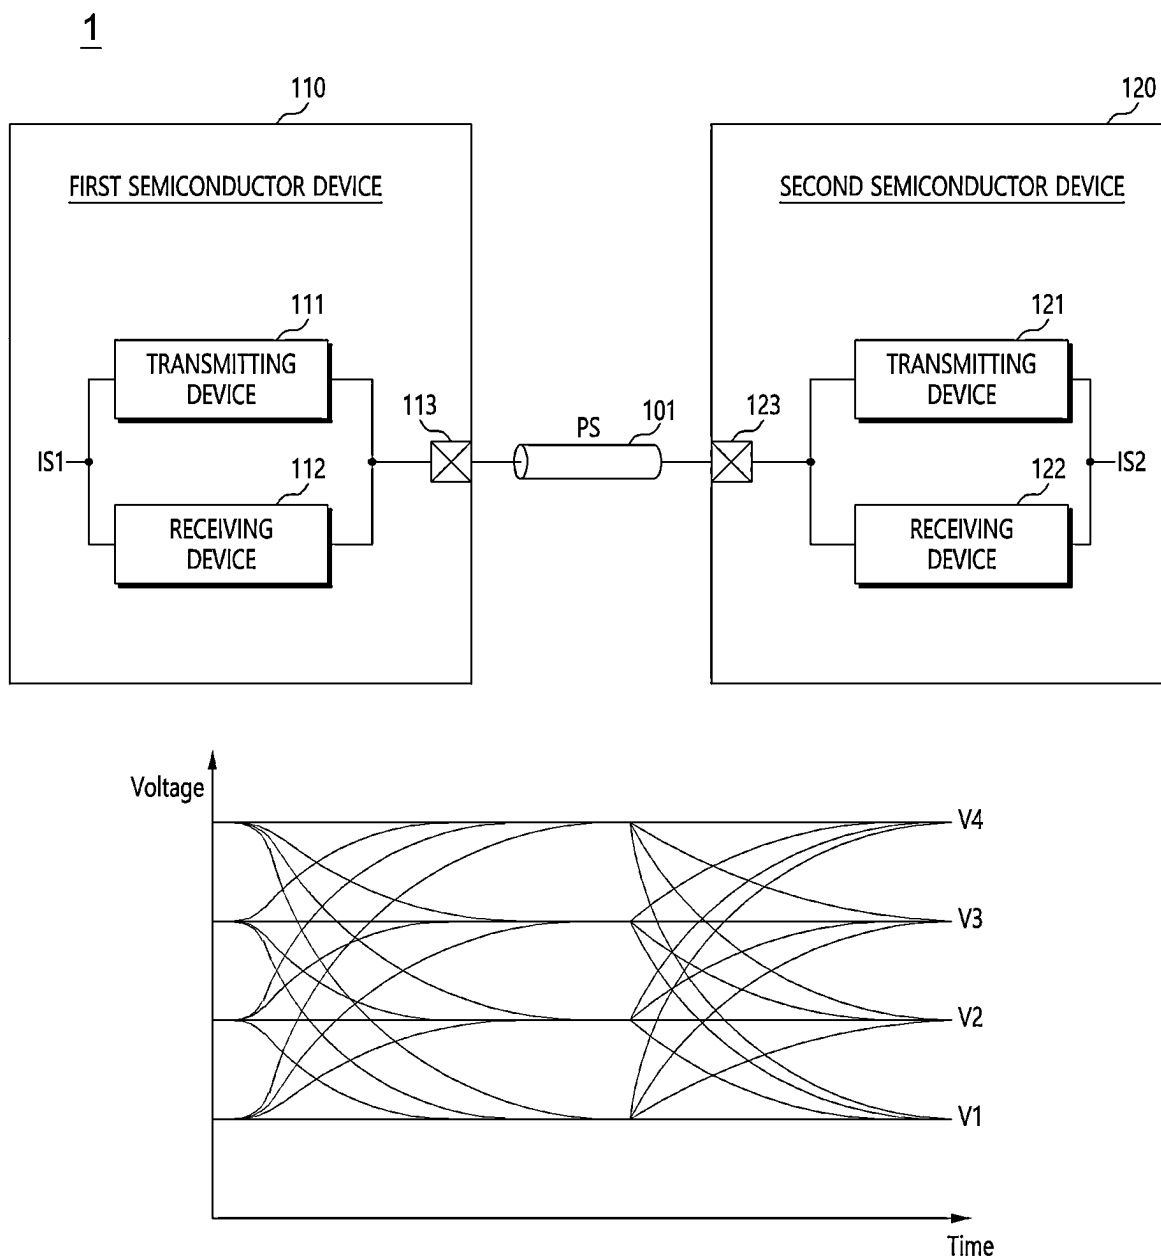 1
110
120
FIRST SEMICONDUCTOR DEVICE
SECOND SEMICONDUCTOR DEVICE
111
121
TRANSMITTING
DEVICE
TRANSMITTING
DEVICE
113
PS
101
123
IS1
IS2
112
122
RECEIVING
DEVICE
RECEIVING
DEVICE
Voltage
V4
V3
V2
V1
Time